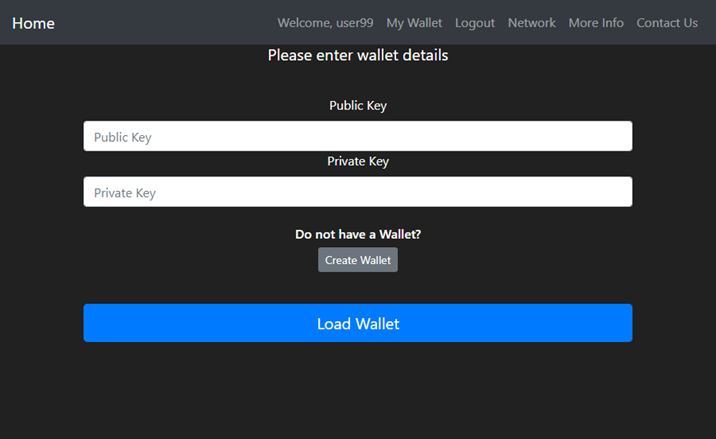 Home Welcome, user99 My Wallet Logout Network More Info Contact Us
Please enter wallet details
Public Key
Public Key
Private Key
Private Key
Do not have a Wallet?
Create Wallet
Load Wallet